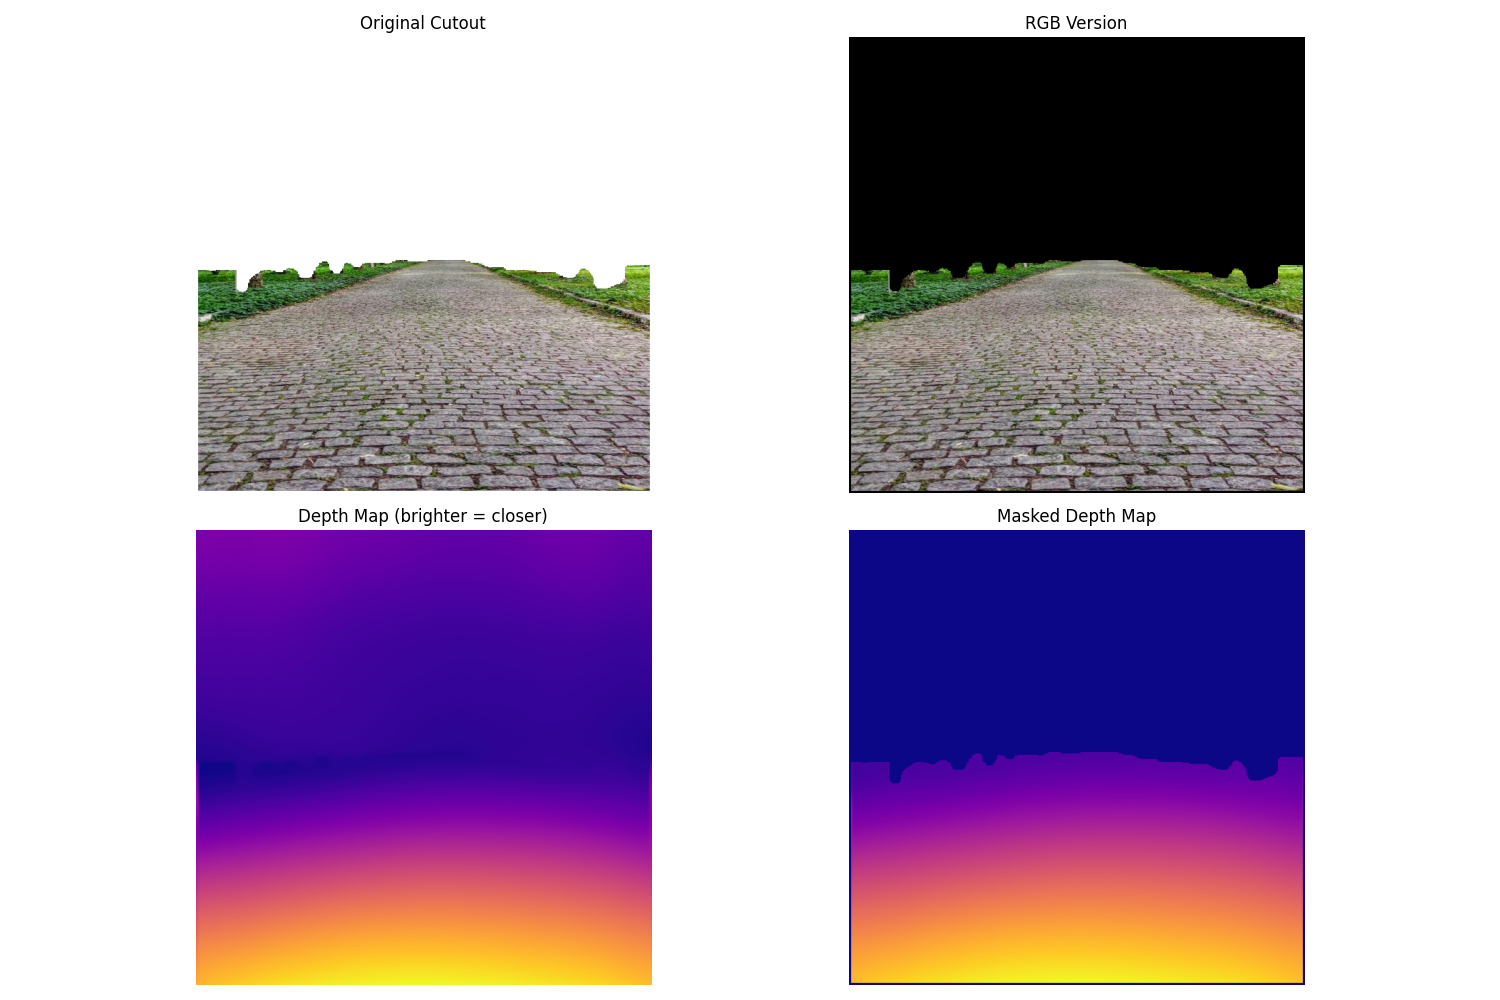 Original Cutout
RGB Version
Depth Map (brighter = closer)
Masked Depth Map